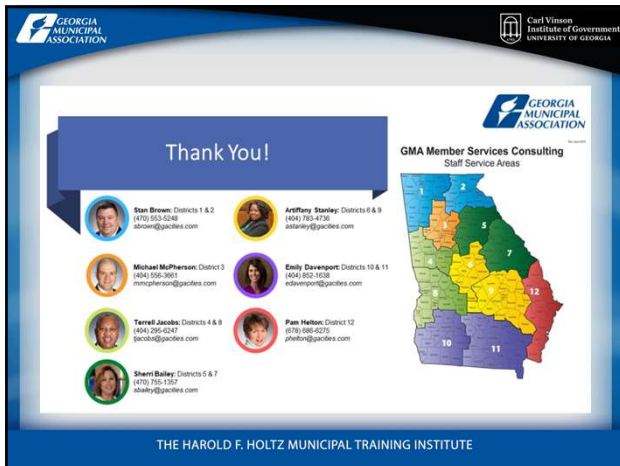 GEORGIA
MUNICIPAL
ASSOCIATION
Carl Vinson
Institute of Government
UNIVERSITY OF GEORGIA
GEORGIA
MUNICIPAL
ASSOCIATION
Thank You!
GMA Member Services Consulting
Staff Service Areas
Stan Brown: Districts 1 & 2
(470) 553-5248
sbrown@gacities.com
Artiffany Stanley: Districts 6 & 9
(404) 783-4736
astanley@gacities.com
Michael McPherson: District 3
(404) 556-3661
mmcpherson@gacities.com
Emily Davenport: Districts 10 & 11
(404) 852-1638
edavenport@gacities.com
Terrell Jacobs: Districts 4 & 8
(404) 295-6247
tjacobs@gacities.com
Pam Helton: District 12
(678) 686-6275
phelton@gacities.com
Sherri Bailey: Districts 5 & 7
(470) 755-1357
sbailey@gacities.com
1
2
3
5
4
6
7
8
9
12
10
11
THE HAROLD F. HOLTZ MUNICIPAL TRAINING INSTITUTE